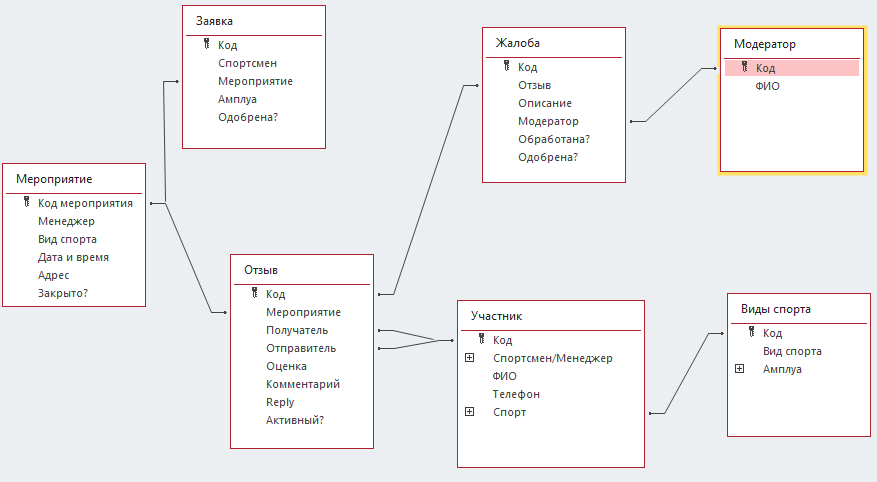 Заявка
Код
Спортсмен
Мероприятие
Амплуа
Одобрена?
Жалоба
Код
Отзыв
Описание
Модератор
Обработана?
Одобрена?
Модератор
Код
ФИО
Мероприятие
Код мероприятия
Менеджер
Вид спорта
Дата и время
Адрес
Закрыто?
Отзыв
Код
Мероприятие
Получатель
Отправитель
Оценка
Комментарий
Reply
Активный?
Участник
Код
Спортсмен/Менеджер
ФИО
Телефон
Спорт
Виды спорта
Код
Вид спорта
Амплуа